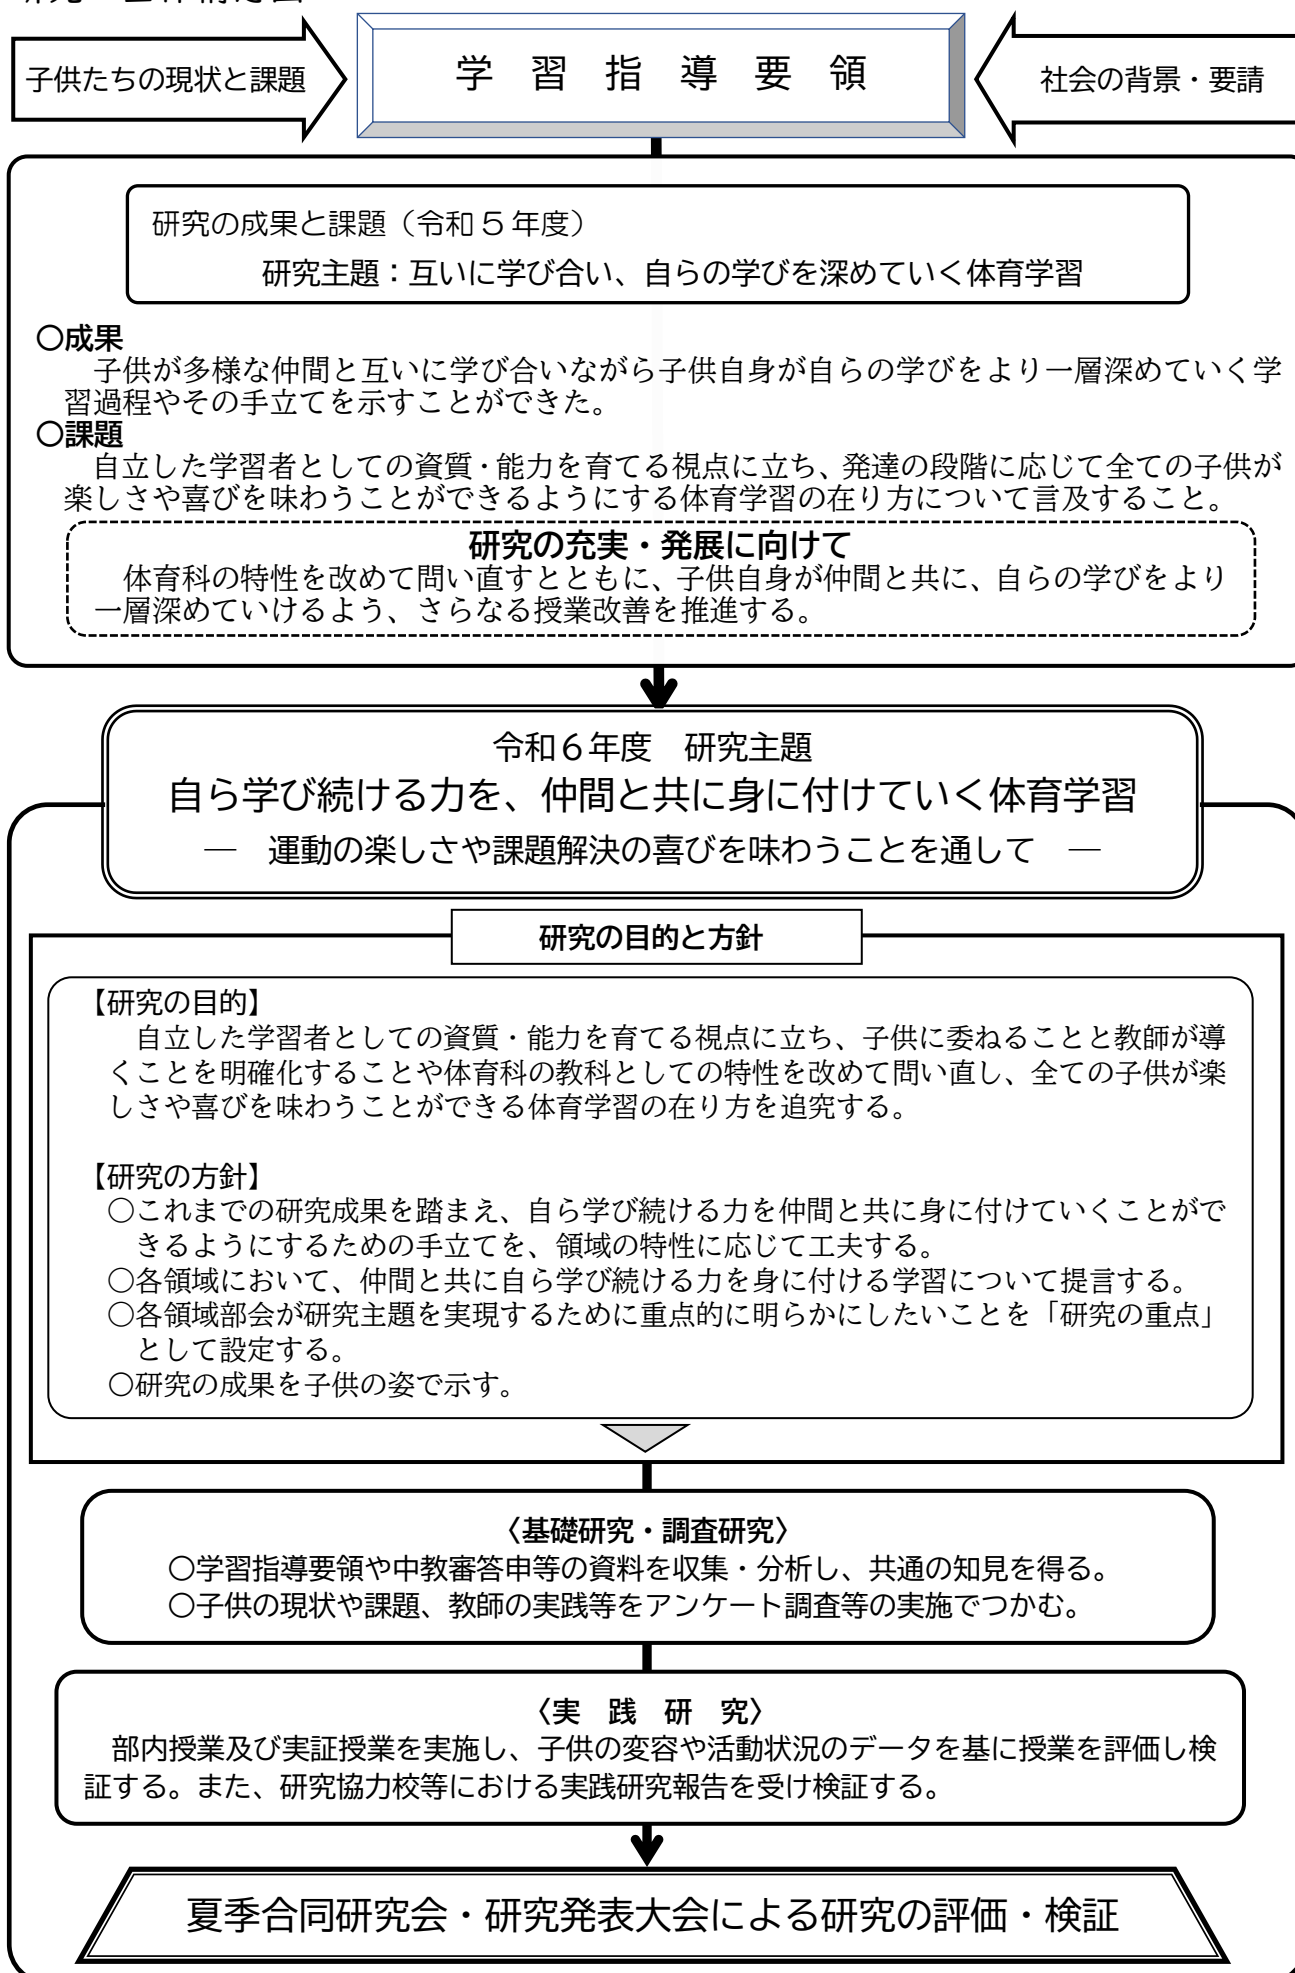 子供たちの現状と課題
学 習 指 導 要 領
社会の背景・要請
研究の成果と課題（令和５年度）
研究主題：互いに学び合い、自らの学びを深めていく体育学習
○成果
子供が多様な仲間と互いに学び合いながら子供自身が自らの学びをより一層深めていく学
習過程やその手立てを示すことができた。
○課題
自立した学習者としての資質・能力を育てる視点に立ち、発達の段階に応じて全ての子供が
楽しさや喜びを味わうことができるようにする体育学習の在り方について言及すること。
研究の充実・発展に向けて
体育科の特性を改めて問い直すとともに、子供自身が仲間と共に、自らの学びをより
一層深めていけるよう、さらなる授業改善を推進する。
令和６年度　研究主題
自ら学び続ける力を、仲間と共に身に付けていく体育学習
―　運動の楽しさや課題解決の喜びを味わうことを通して　―
研究の目的と方針
【研究の目的】
自立した学習者としての資質・能力を育てる視点に立ち、子供に委ねることと教師が導
くことを明確化することや体育科の教科としての特性を改めて問い直し、全ての子供が楽
しさや喜びを味わうことができる体育学習の在り方を追究する。
【研究の方針】
○これまでの研究成果を踏まえ、自ら学び続ける力を仲間と共に身に付けていくことがで
きるようにするための手立てを、領域の特性に応じて工夫する。
○各領域において、仲間と共に自ら学び続ける力を身に付ける学習について提言する。
○各領域部会が研究主題を実現するために重点的に明らかにしたいことを「研究の重点」
として設定する。
○研究の成果を子供の姿で示す。
〈基礎研究・調査研究〉
○学習指導要領や中教審答申等の資料を収集・分析し、共通の知見を得る。
○子供の現状や課題、教師の実践等をアンケート調査等の実施でつかむ。
〈実　践　研　究〉
部内授業及び実証授業を実施し、子供の変容や活動状況のデータを基に授業を評価し検
証する。また、研究協力校等における実践研究報告を受け検証する。
夏季合同研究会・研究発表大会による研究の評価・検証